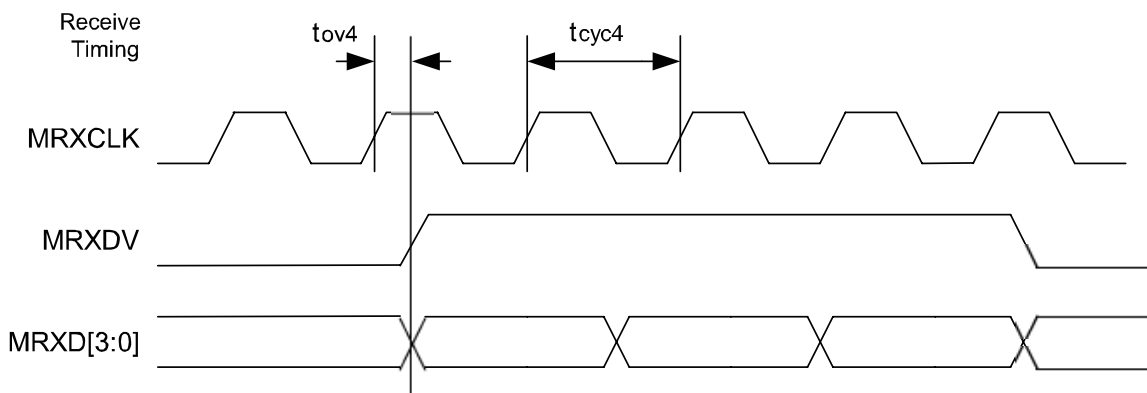 Receive
Timing
tov4
tcyc4
MRXCLK
MRXDV
MRXD[3:0]